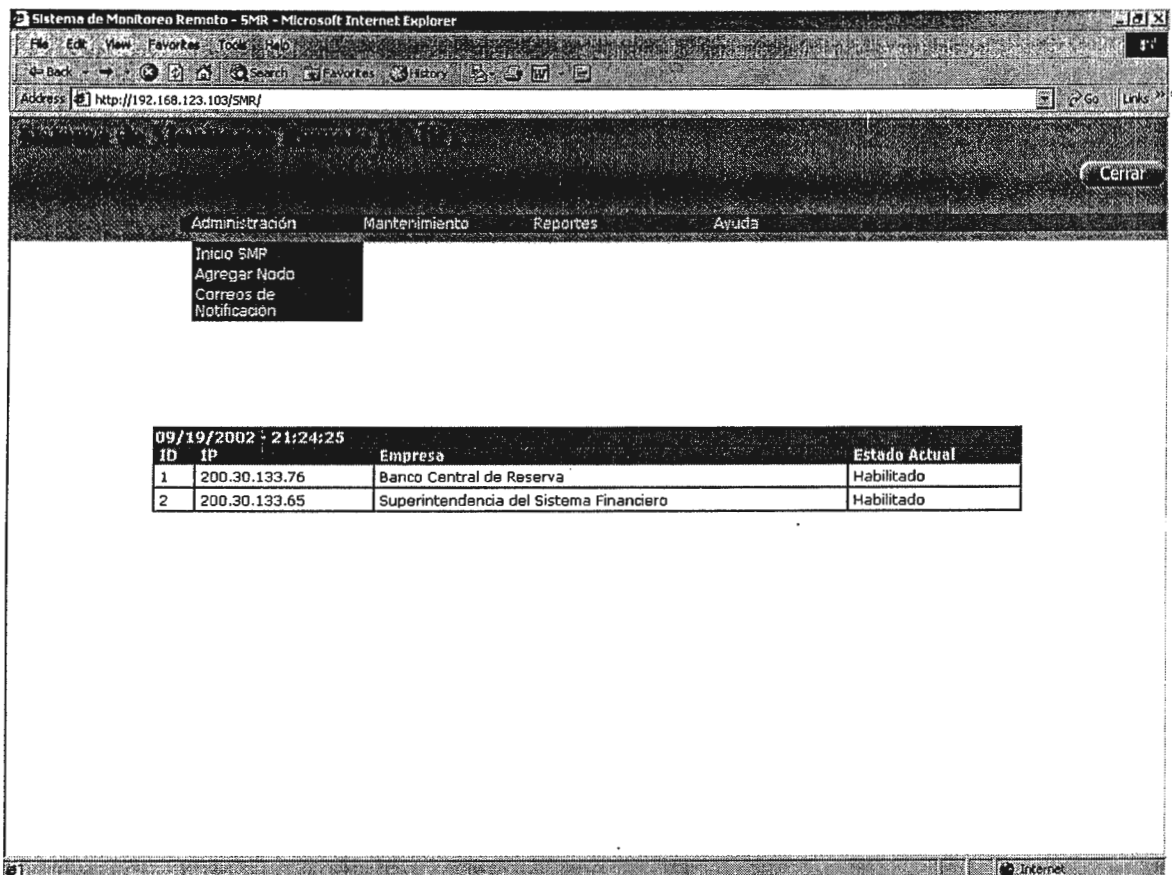 Sistema de Monitoreo Remoto - SMR - Microsoft Internet Explorer
File Edit View Favorites Tools Help
Back Search Favorites History
Address http://192.168.123.103/SMR/ Go Links »
Cerrar
Administración Mantenimiento Reportes Ayuda
Inicio SMR
Agregar Nodo
Correos de
Notificación
09/19/2002 - 21:24:25
ID IP Empresa Estado Actual
1 200.30.133.76 Banco Central de Reserva Habilitado
2 200.30.133.65 Superintendencia del Sistema Financiero Habilitado
Internet